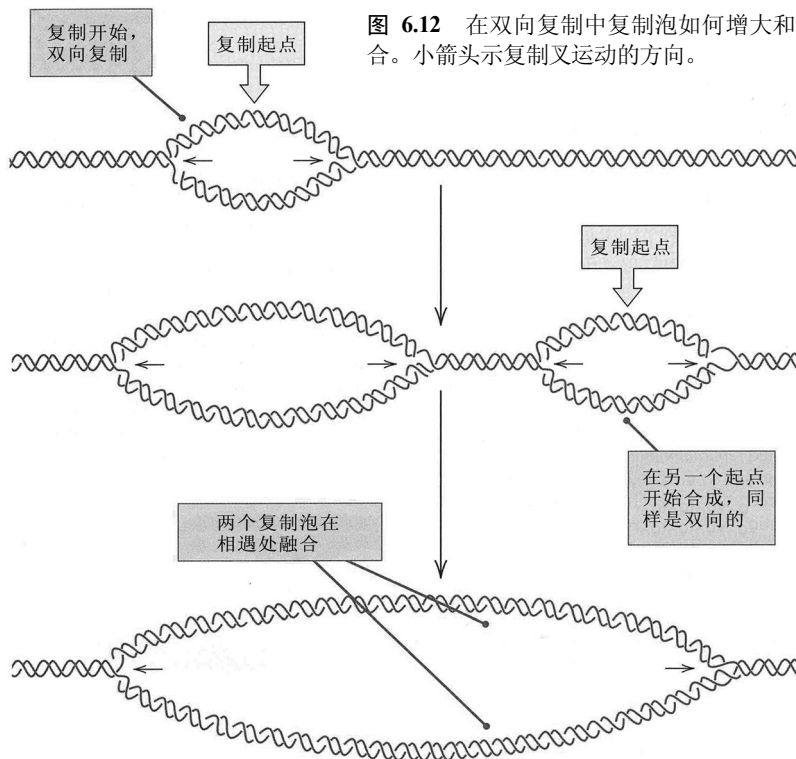 图 6.12 在双向复制中复制泡如何增大和
合。小箭头示复制叉运动的方向。
复制开始,
双向复制
复制起点
复制起点
在另一个起点
开始合成，同
样是双向的
两个复制泡在
相遇处融合